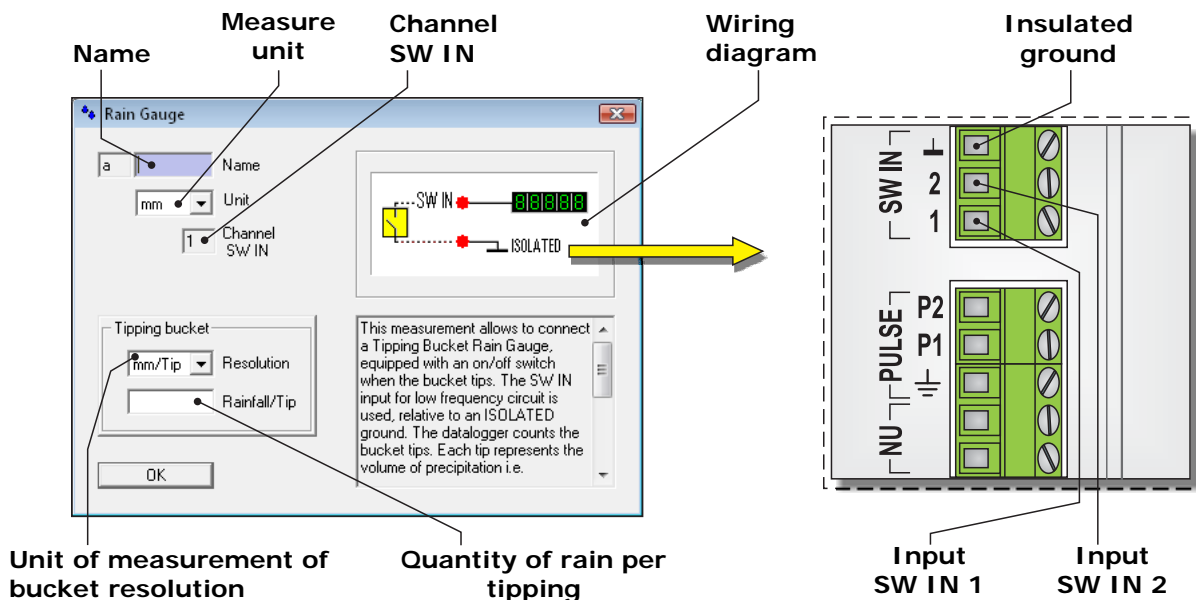 Name
Measure
unit
Channel
SW IN
Wiring
diagram
Insulated
ground
Rain Gauge
a
Name
mm
Unit
1
Channel
SW IN
SW IN
88888
ISOLATED
Tipping bucket
mm/Tip
Resolution
Rainfall/Tip
OK
This measurement allows to connect
a Tipping Bucket Rain Gauge,
equipped with an on/off switch
when the bucket tips. The SW IN
input for low frequency circuit is
used, relative to an ISOLATED
ground. The datalogger counts the
bucket tips. Each tip represents the
volume of precipitation i.e.
SW IN
2
1
PULSE
P2
P1
NU
Unit of measurement of
bucket resolution
Quantity of rain per
tipping
Input
SW IN 1
Input
SW IN 2